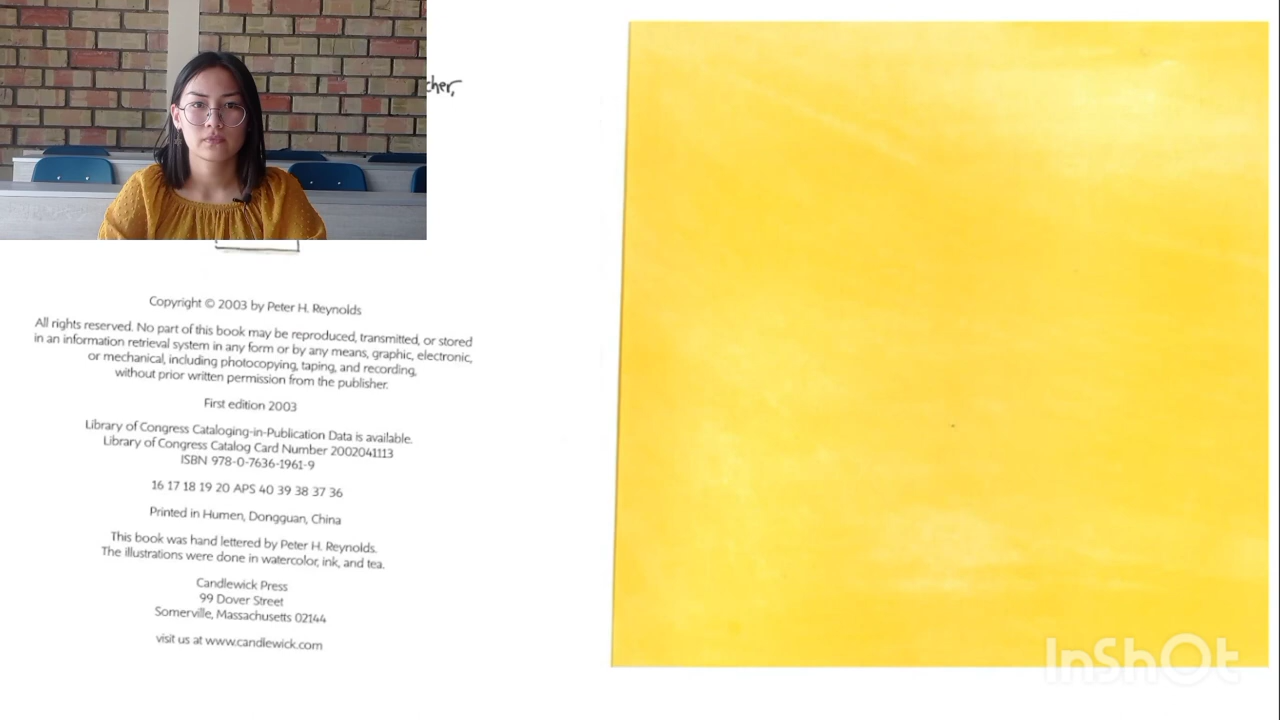 cher,
Copyright © 2003 by Peter H. Reynolds
All rights reserved. No part of this book may be reproduced, transmitted, or stored
in an information retrieval system in any form or by any means, graphic, electronic,
or mechanical, including photocopying, taping, and recording,
without prior written permission from the publisher.
First edition 2003
Library of Congress Cataloging-in-Publication Data is available.
Library of Congress Catalog Card Number 2002041113
ISBN 978-0-7636-1961-9
16 17 18 19 20 APS 40 39 38 37 36
Printed in Humen, Dongguan, China
This book was hand lettered by Peter H. Reynolds.
The illustrations were done in watercolor, ink, and tea.
Candlewick Press
99 Dover Street
Somerville, Massachusetts 02144
visit us at www.candlewick.com
InShOt